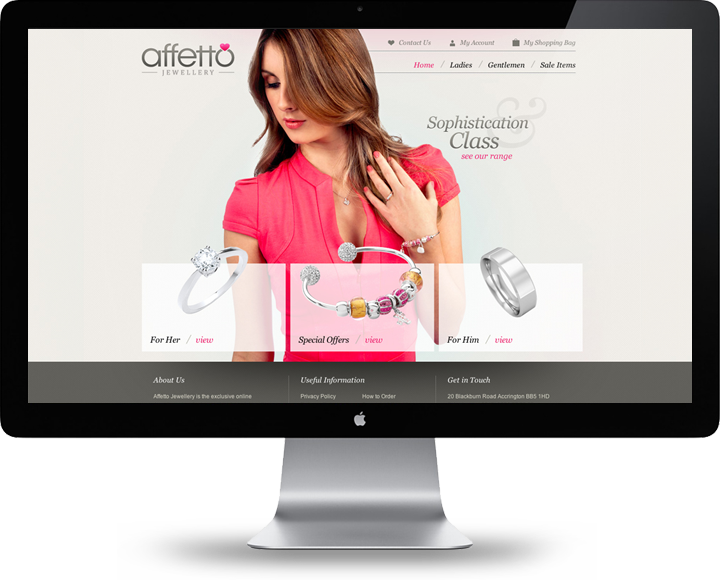 affetto
JEWELLERY
Contact Us
My Account
My Shopping Bag
Home / Ladies / Gentlemen / Sale Items
&
Sophistication
Class
see our range
For Her / view
Special Offers / view
For Him / view
About Us
Affetto Jewellery is the exclusive online
Useful Information
Privacy Policy
How to Order
Get in Touch
20 Blackburn Road Accrington BB5 1HD